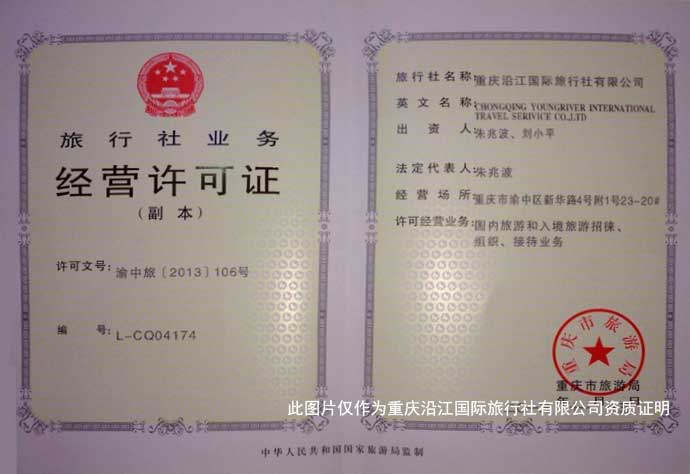 旅行社业务
经营许可证
（副本）
许可文号：渝中旅〔2013〕106号
编号：L-CQ04174
旅行社名称：重庆沿江国际旅行社有限公司
英文名称：CHONGQING YOUNGRIVER INTERNATIONAL
TRAVEL SERIVICE CO.,LTD
出资人：朱兆波、刘小平
法定代表人：朱兆波
经营场所：重庆市渝中区新华路4号附1号23-20#
许可经营业务：国内旅游和入境旅游招徕、
组织、接待业务
重庆市旅游局
重庆市旅游局
年月日
此图片仅作为重庆沿江国际旅行社有限公司资质证明
中华人民共和国国家旅游局监制